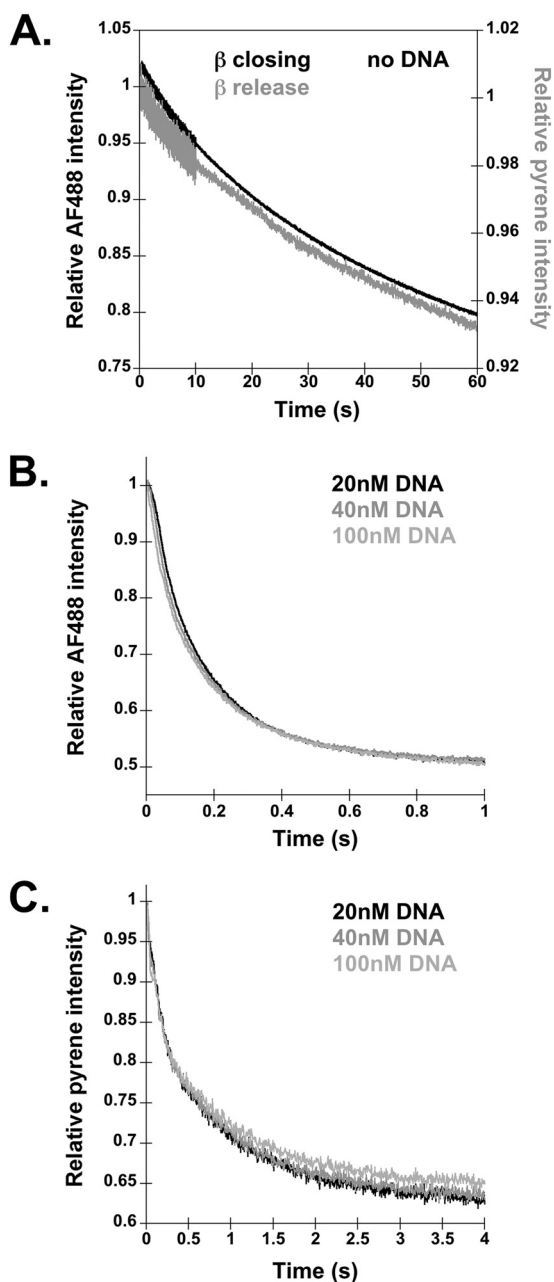 A.
β closing no DNA
β release
Relative AF488 intensity
1.05
1
0.95
0.9
0.85
0.8
0.75
Relative pyrene intensity
1.02
1
0.98
0.96
0.94
0.92
0 10 20 30 40 50 60
Time (s)
B.
20nM DNA
40nM DNA
100nM DNA
Relative AF488 intensity
1
0.9
0.8
0.7
0.6
0.5
0 0.2 0.4 0.6 0.8 1
Time (s)
C.
20nM DNA
40nM DNA
100nM DNA
Relative pyrene intensity
1
0.95
0.9
0.85
0.8
0.75
0.7
0.65
0.6
0 0.5 1 1.5 2 2.5 3 3.5 4
Time (s)